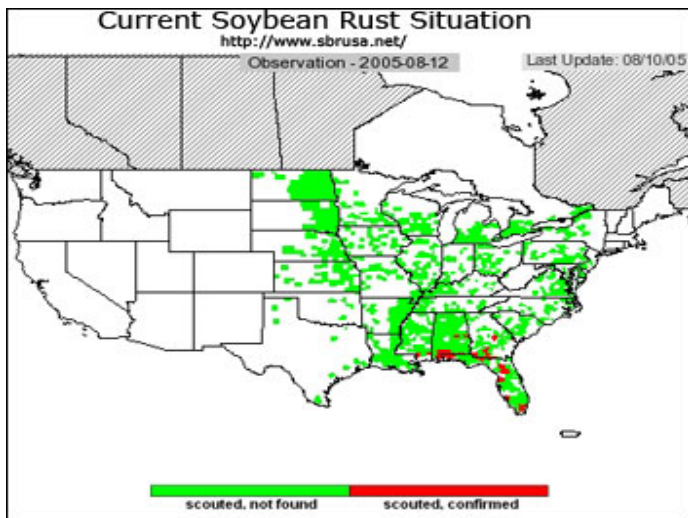 Current Soybean Rust Situation
http://www.sbrusa.net/
Observation - 2005-08-12
Last Update: 08/10/05
scouted, not found
scouted, confirmed